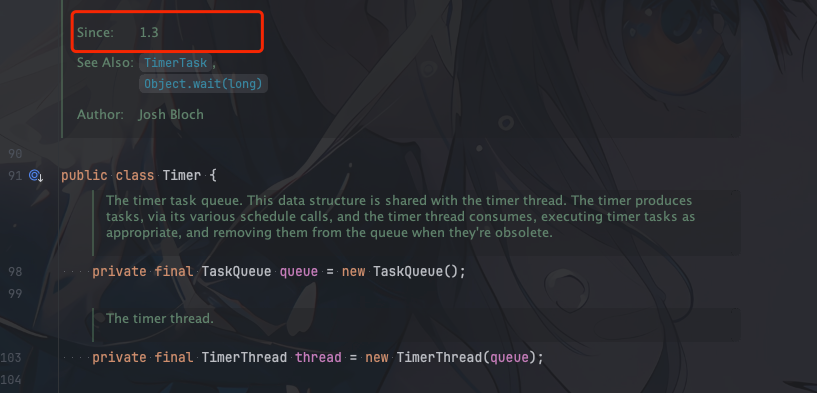 Since: 1.3
See Also: TimerTask,
Object.wait(long)
Author: Josh Bloch
90
91 public class Timer {
The timer task queue. This data structure is shared with the timer thread. The timer produces
tasks, via its various schedule calls, and the timer thread consumes, executing timer tasks as
appropriate, and removing them from the queue when they're obsolete.
98 private final TaskQueue queue = new TaskQueue();
99
The timer thread.
103 private final TimerThread thread = new TimerThread(queue);
104